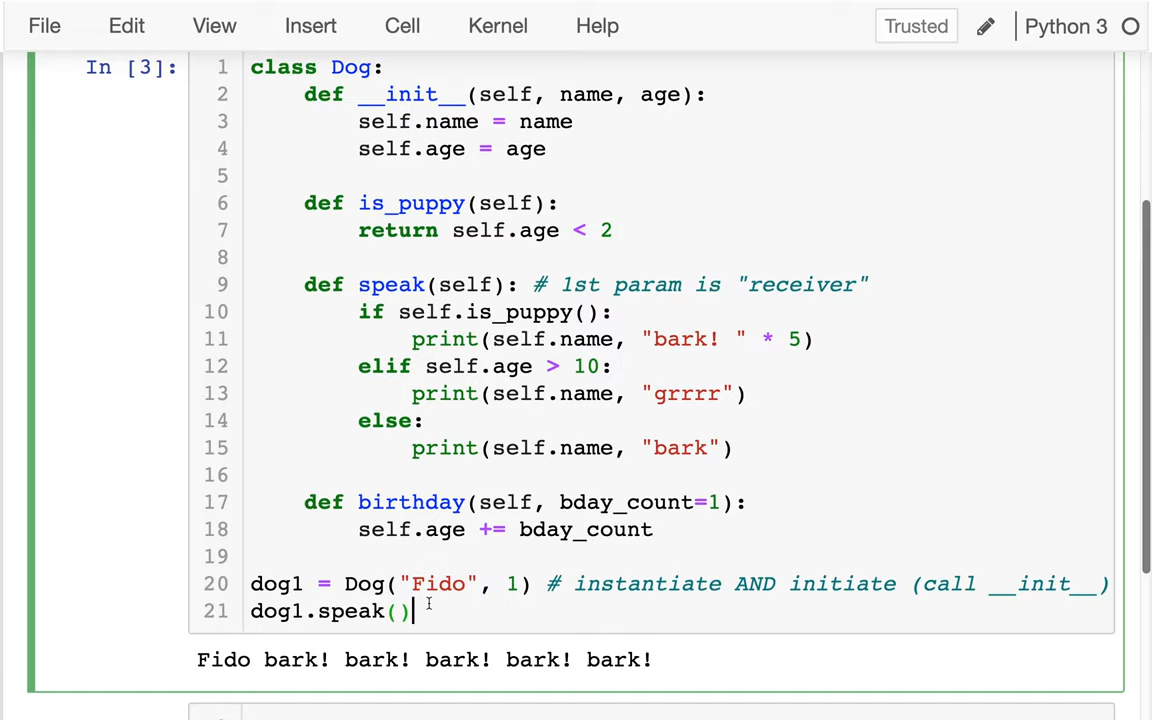 File Edit View Insert Cell Kernel Help Trusted Python 3
In [3]:
1 class Dog:
2     def __init__(self, name, age):
3         self.name = name
4         self.age = age
5
6     def is_puppy(self):
7         return self.age < 2
8
9     def speak(self): # 1st param is "receiver"
10         if self.is_puppy():
11             print(self.name, "bark! " * 5)
12         elif self.age > 10:
13             print(self.name, "grrrr")
14         else:
15             print(self.name, "bark")
16
17     def birthday(self, bday_count=1):
18         self.age += bday_count
19
20 dog1 = Dog("Fido", 1) # instantiate AND initiate (call __init__)
21 dog1.speak()
Fido bark! bark! bark! bark! bark!